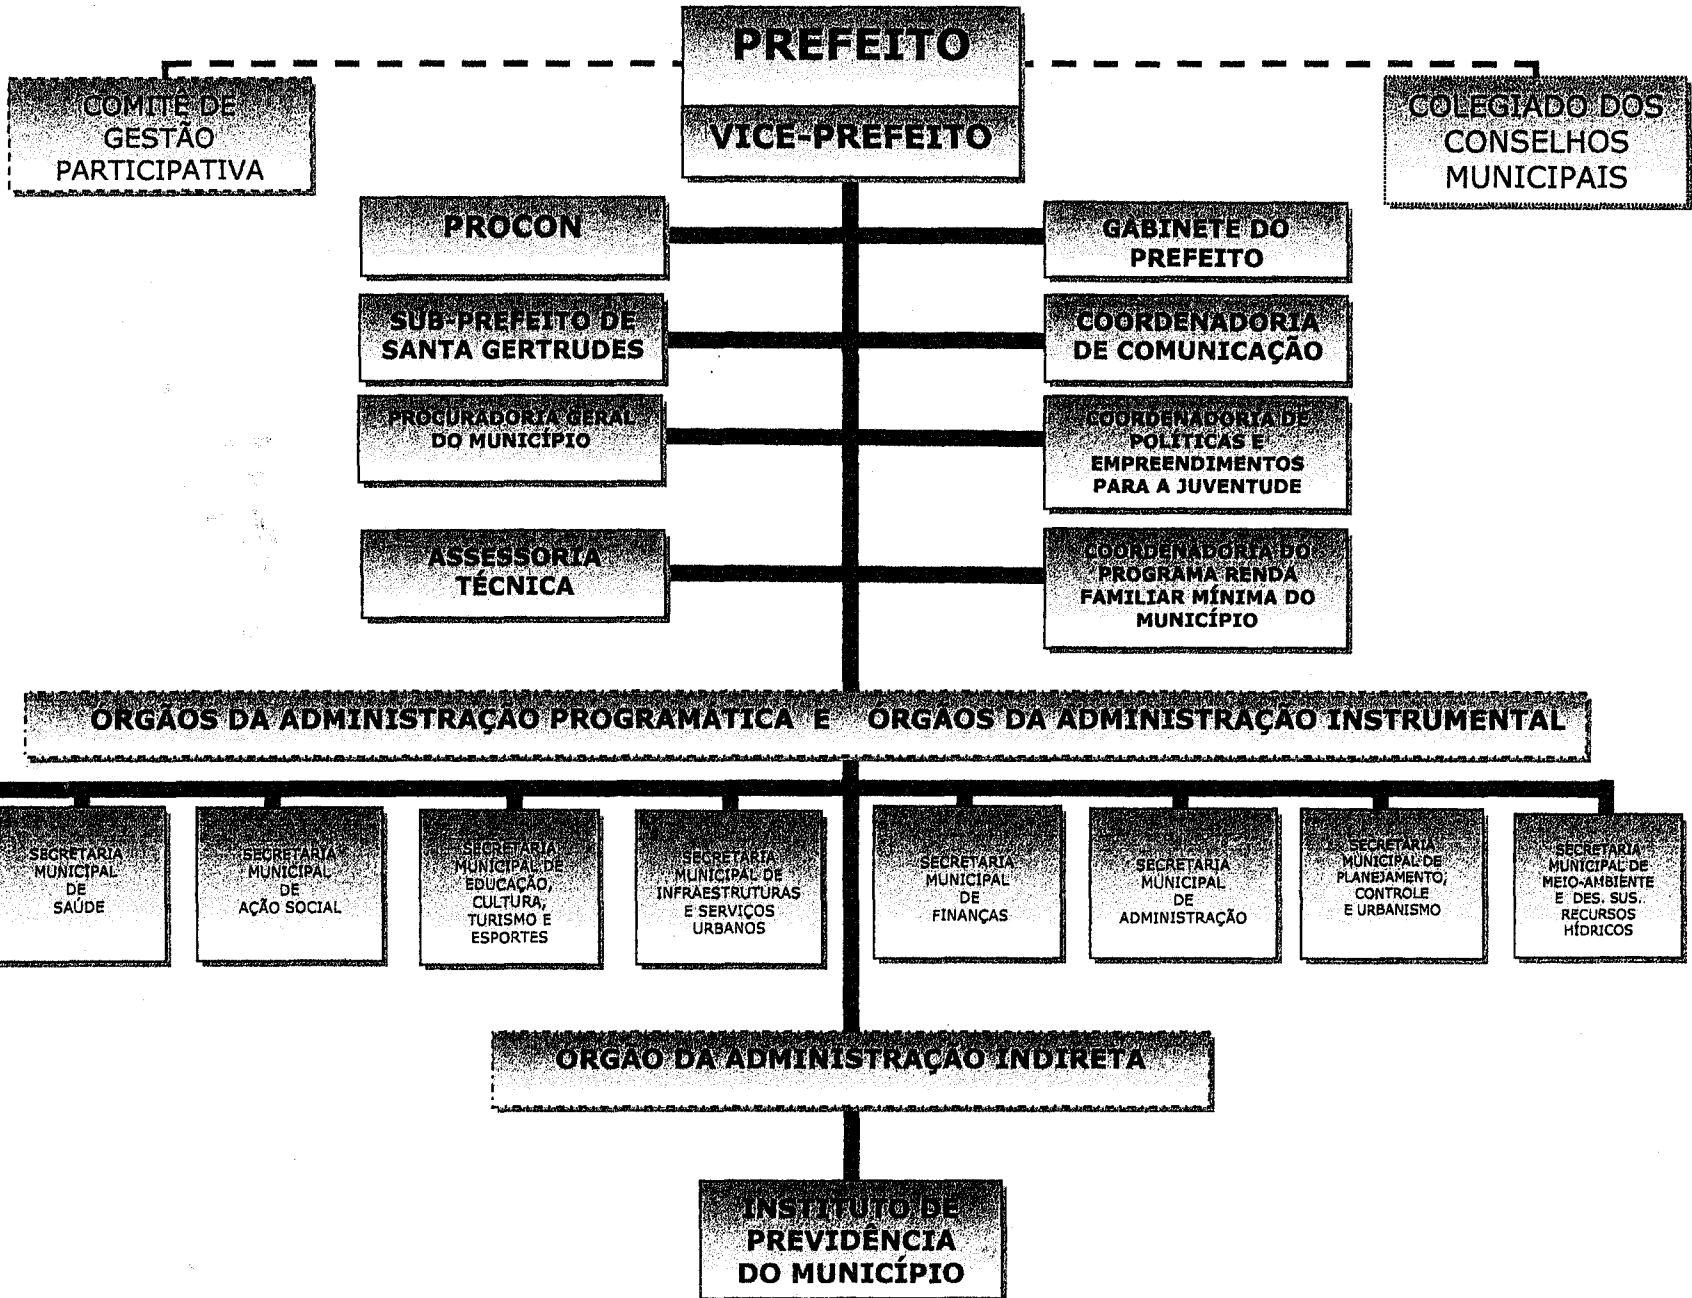 PREFEITO
VICE-PREFEITO
COMITÊ DE
GESTÃO
PARTICIPATIVA
COLEGIADO DOS
CONSELHOS
MUNICIPAIS
PROCON
GABINETE DO
PREFEITO
SUB-PREFEITO DE
SANTA GERTRUDES
COORDENADORIA
DE COMUNICAÇÃO
PROCURADORIA GERAL
DO MUNICÍPIO
COORDENADORIA DE
POLÍTICAS E
EMPREENDIMENTOS
PARA A JUVENTUDE
ASSESSORIA
TÉCNICA
COORDENADORIA DO
PROGRAMA RENDA
FAMILIAR MÍNIMA DO
MUNICÍPIO
ÓRGÃOS DA ADMINISTRAÇÃO PROGRAMÁTICA E ÓRGÃOS DA ADMINISTRAÇÃO INSTRUMENTAL
SECRETARIA
MUNICIPAL
DE
SAÚDE
SECRETARIA
MUNICIPAL
DE
AÇÃO SOCIAL
SECRETARIA
MUNICIPAL DE
EDUCAÇÃO,
CULTURA,
TURISMO E
ESPORTES
SECRETARIA
MUNICIPAL DE
INFRAESTRUTURAS
E SERVIÇOS
URBANOS
SECRETARIA
MUNICIPAL
DE
FINANÇAS
SECRETARIA
MUNICIPAL
DE
ADMINISTRAÇÃO
SECRETARIA
MUNICIPAL DE
PLANEJAMENTO,
CONTROLE
E URBANISMO
SECRETARIA
MUNICIPAL DE
MEIO-AMBIENTE
E DES. SUS.
RECURSOS
HÍDRICOS
ÓRGÃO DA ADMINISTRAÇÃO INDIRETA
INSTITUTO DE
PREVIDÊNCIA
DO MUNICÍPIO